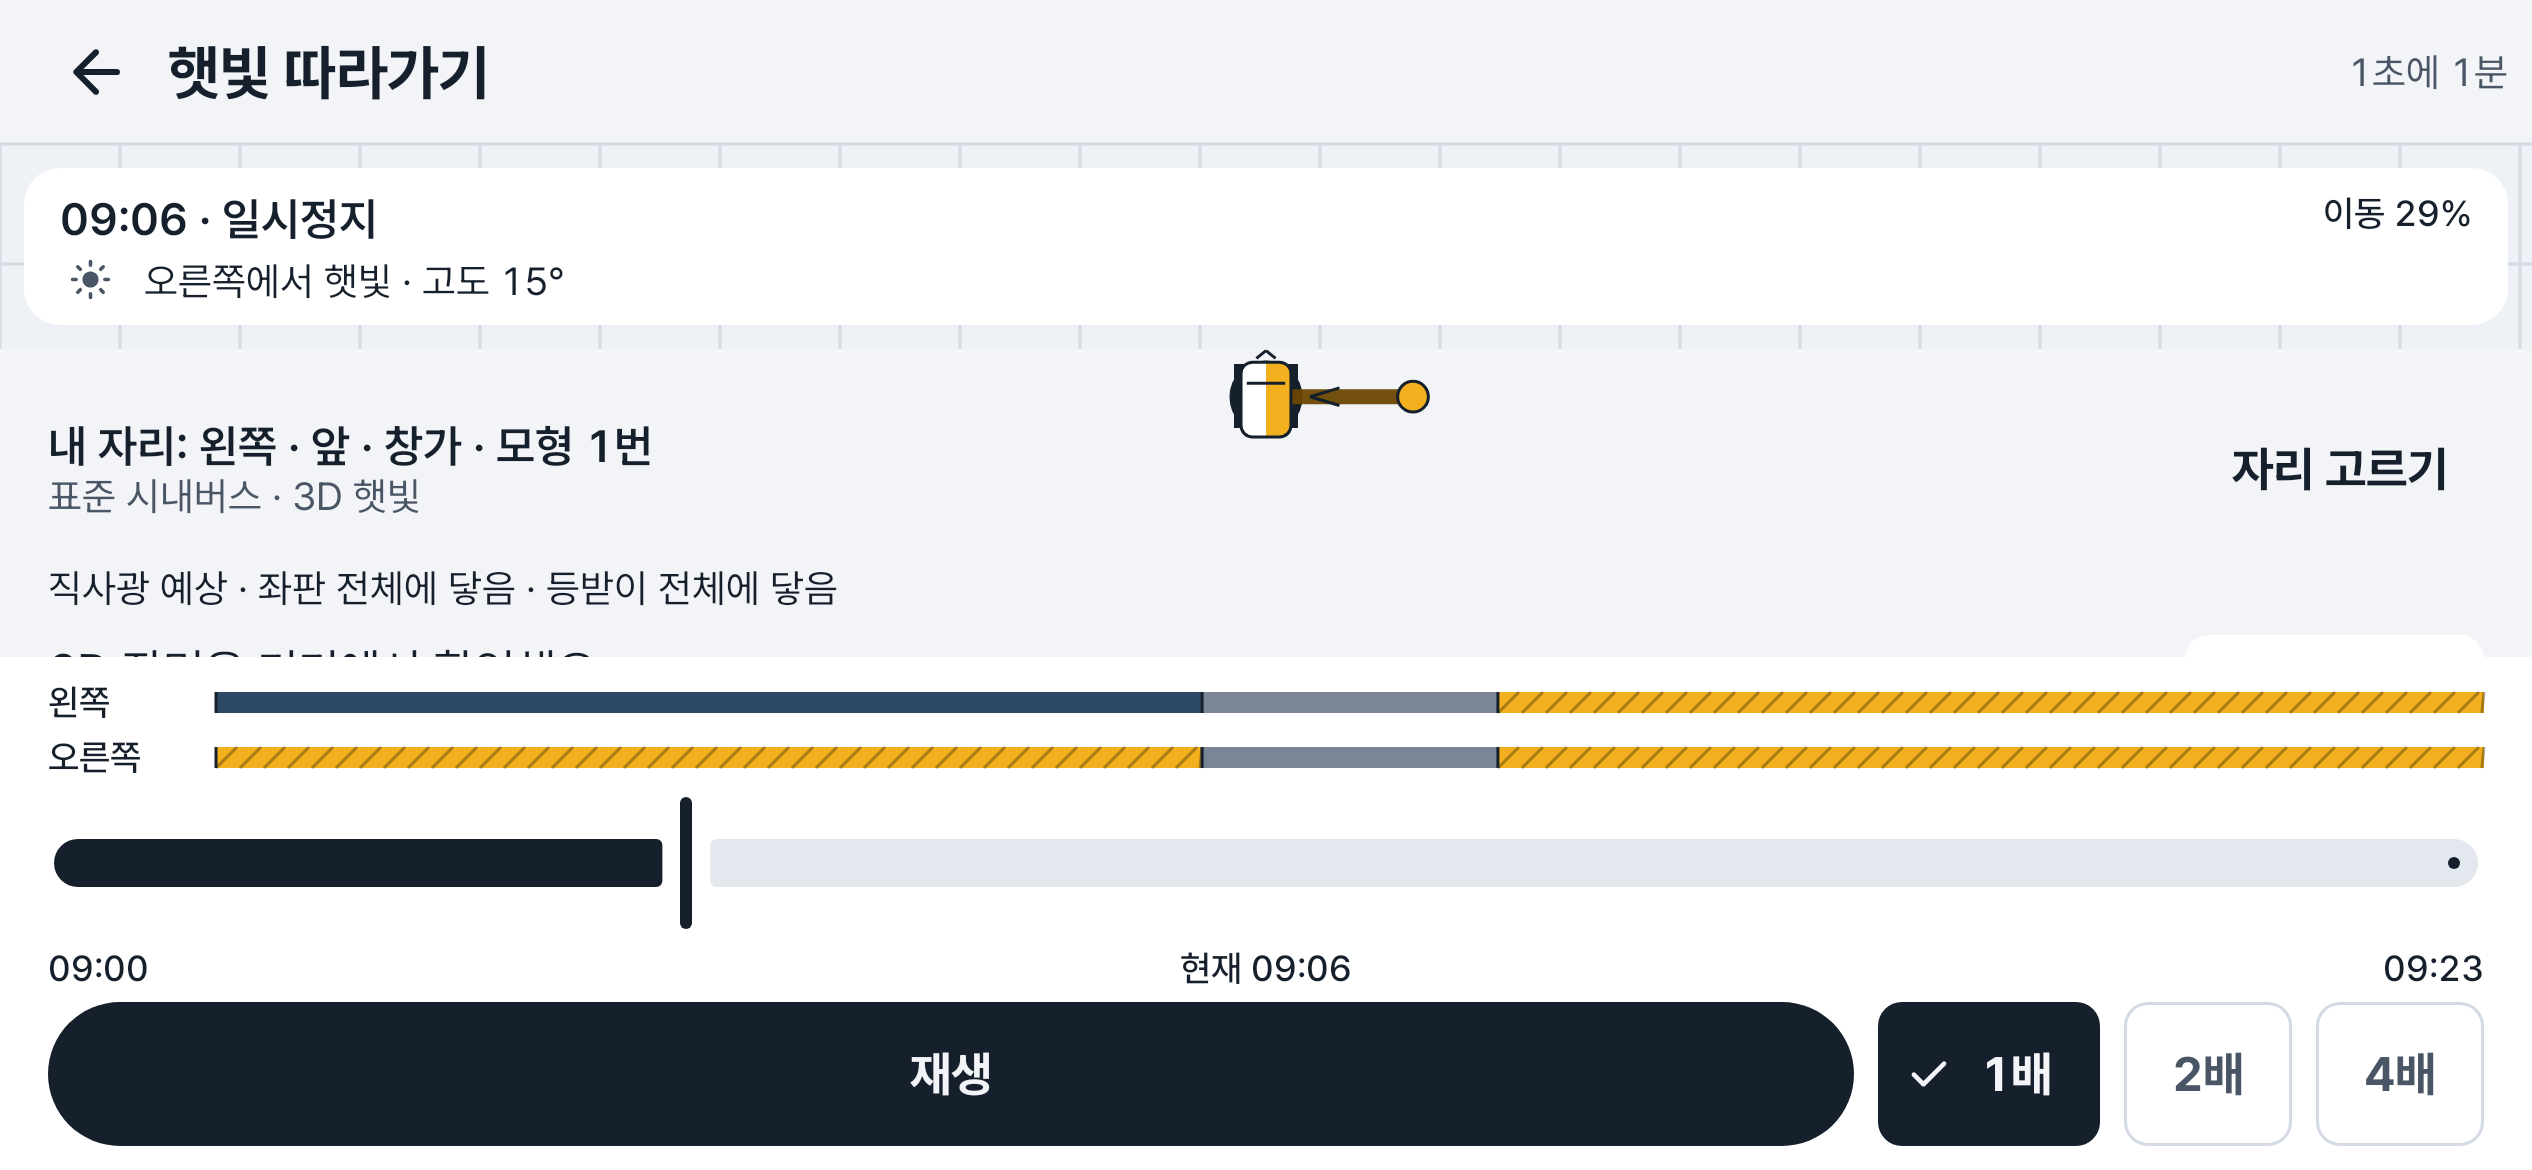 햇빛 따라가기
1초에 1분
09:06 · 일시정지
이동 29%
오른쪽에서 햇빛 · 고도 15°
내 자리: 왼쪽 · 앞 · 창가 · 모형 1번
표준 시내버스 · 3D 햇빛
자리 고르기
직사광 예상 · 좌판 전체에 닿음 · 등받이 전체에 닿음
왼쪽
오른쪽
09:00
현재 09:06
09:23
재생
1배
2배
4배